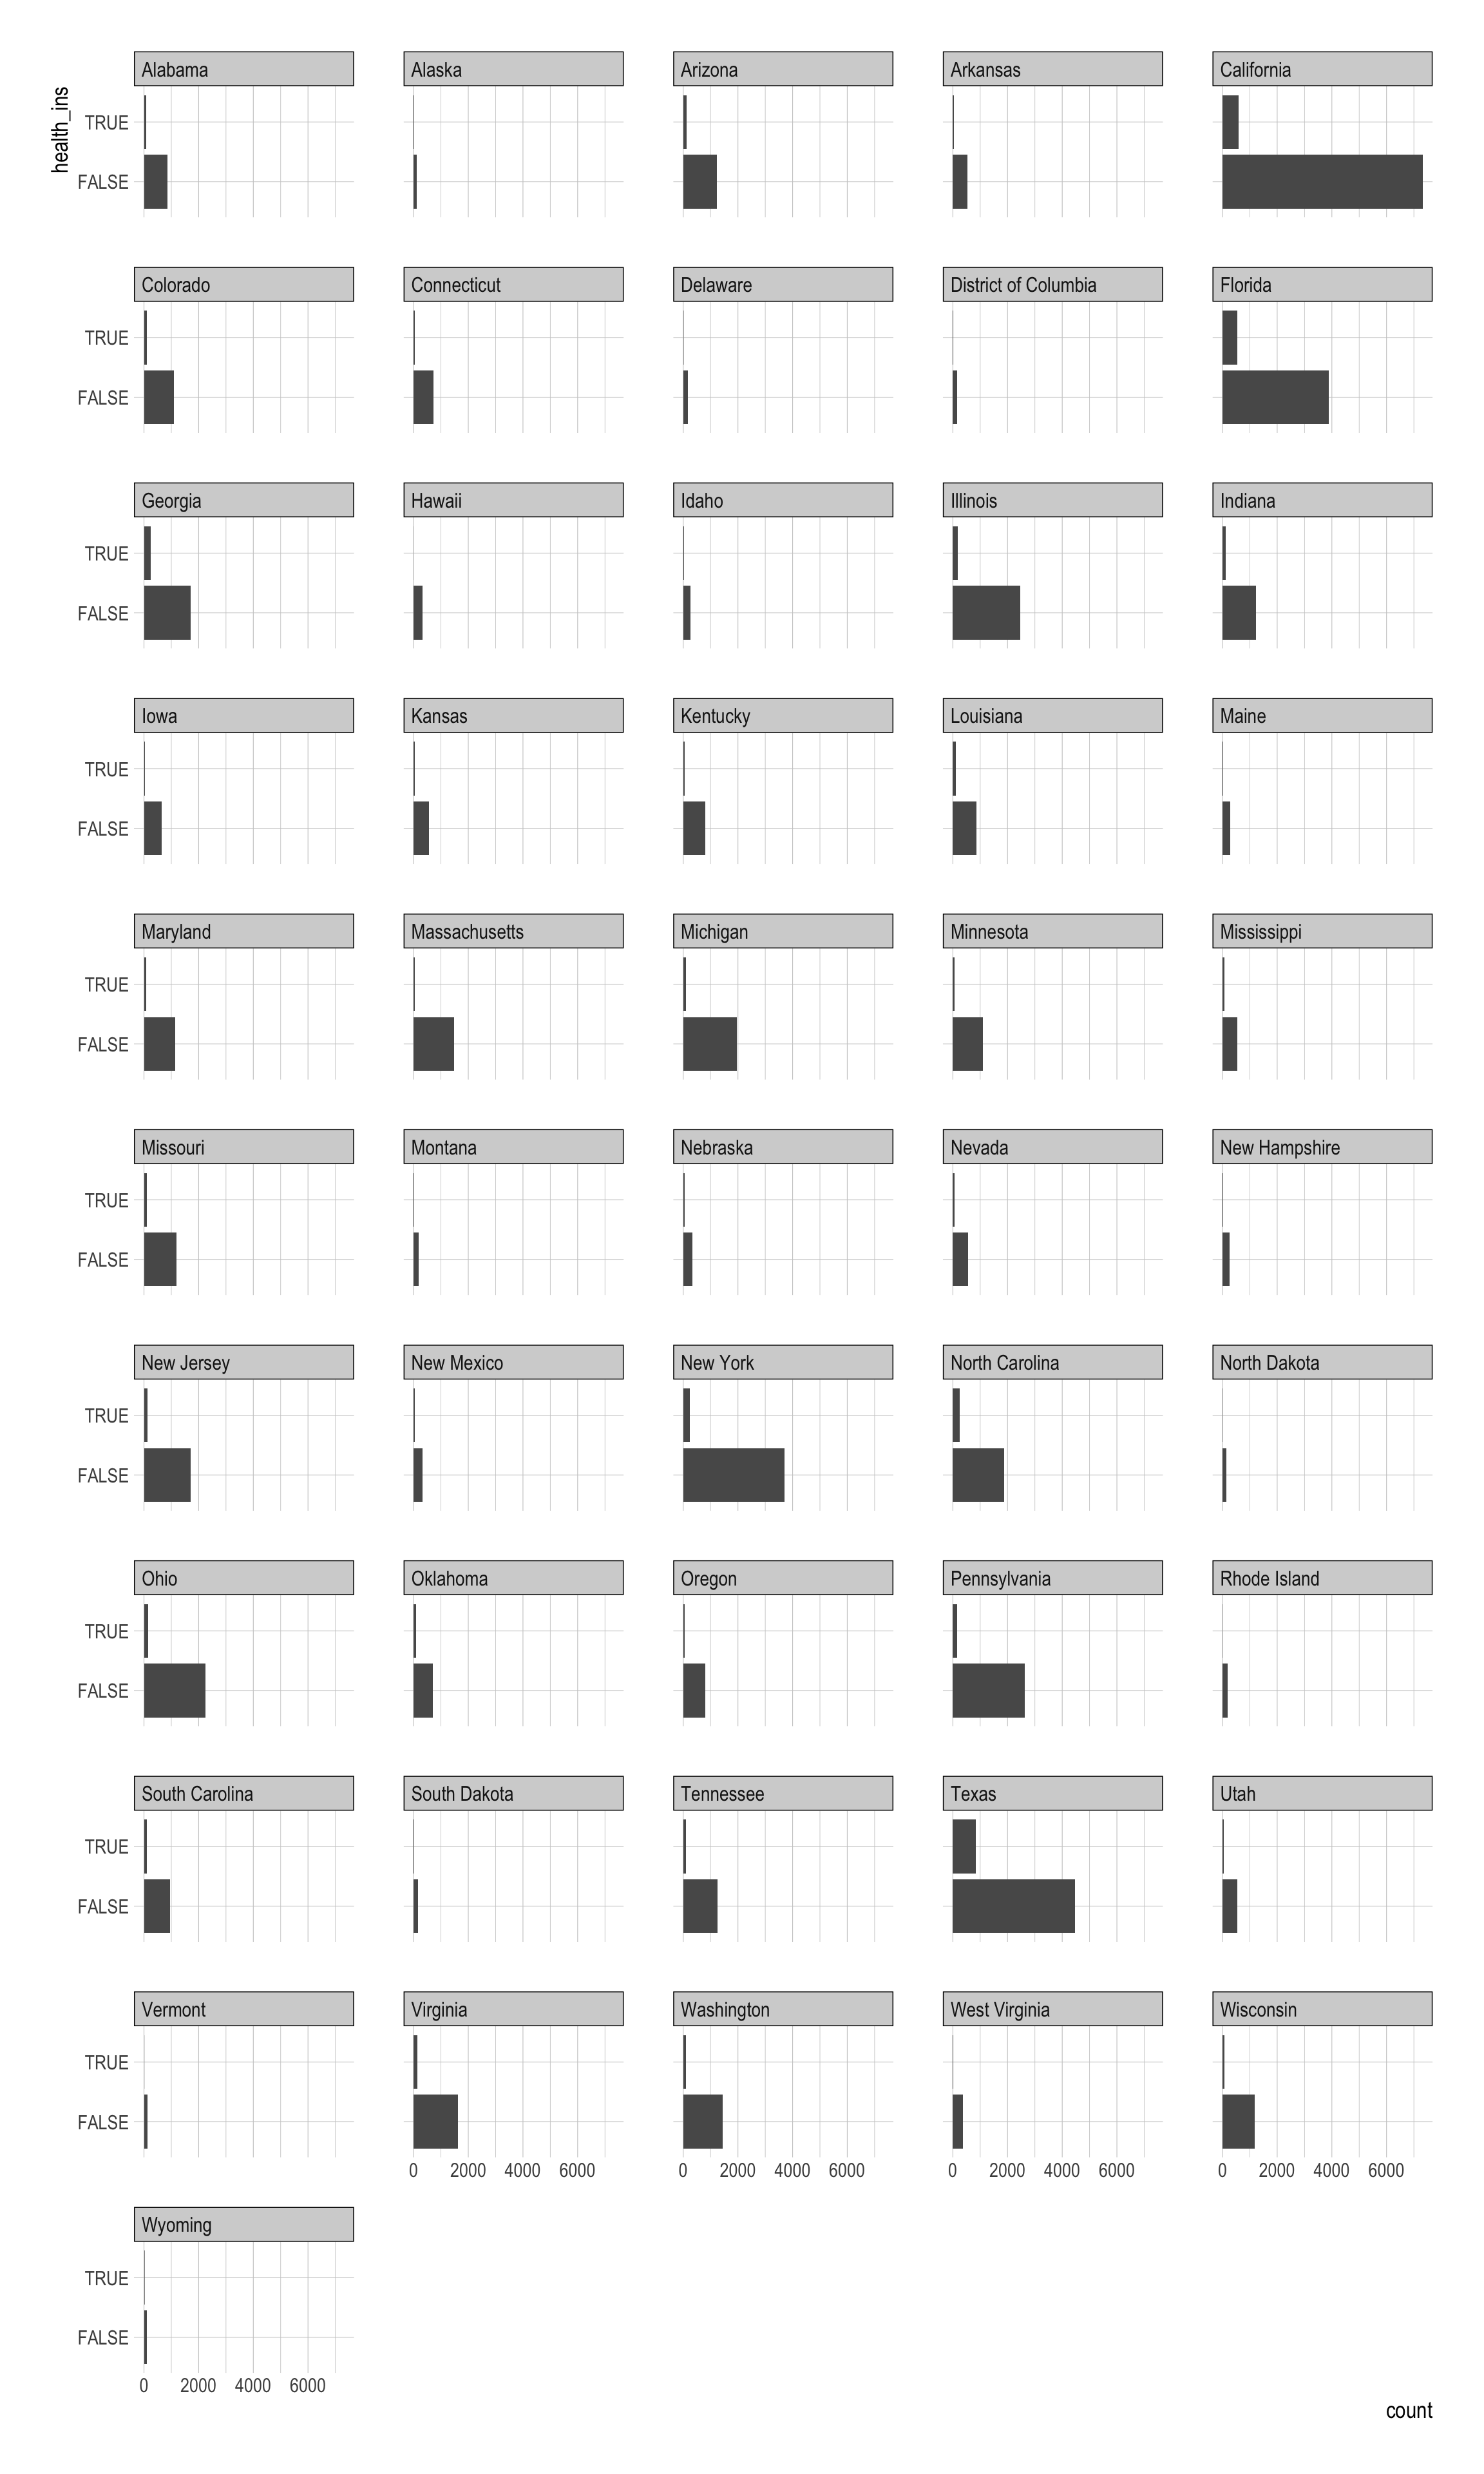 Alabama Alaska Arizona Arkansas California
health_ins
TRUE
FALSE
Colorado Connecticut Delaware District of Columbia Florida
TRUE
FALSE
Georgia Hawaii Idaho Illinois Indiana
TRUE
FALSE
Iowa Kansas Kentucky Louisiana Maine
TRUE
FALSE
Maryland Massachusetts Michigan Minnesota Mississippi
TRUE
FALSE
Missouri Montana Nebraska Nevada New Hampshire
TRUE
FALSE
New Jersey New Mexico New York North Carolina North Dakota
TRUE
FALSE
Ohio Oklahoma Oregon Pennsylvania Rhode Island
TRUE
FALSE
South Carolina South Dakota Tennessee Texas Utah
TRUE
FALSE
Vermont Virginia Washington West Virginia Wisconsin
TRUE
FALSE
0 2000 4000 6000 0 2000 4000 6000 0 2000 4000 6000 0 2000 4000 6000
Wyoming
TRUE
FALSE
0 2000 4000 6000
count